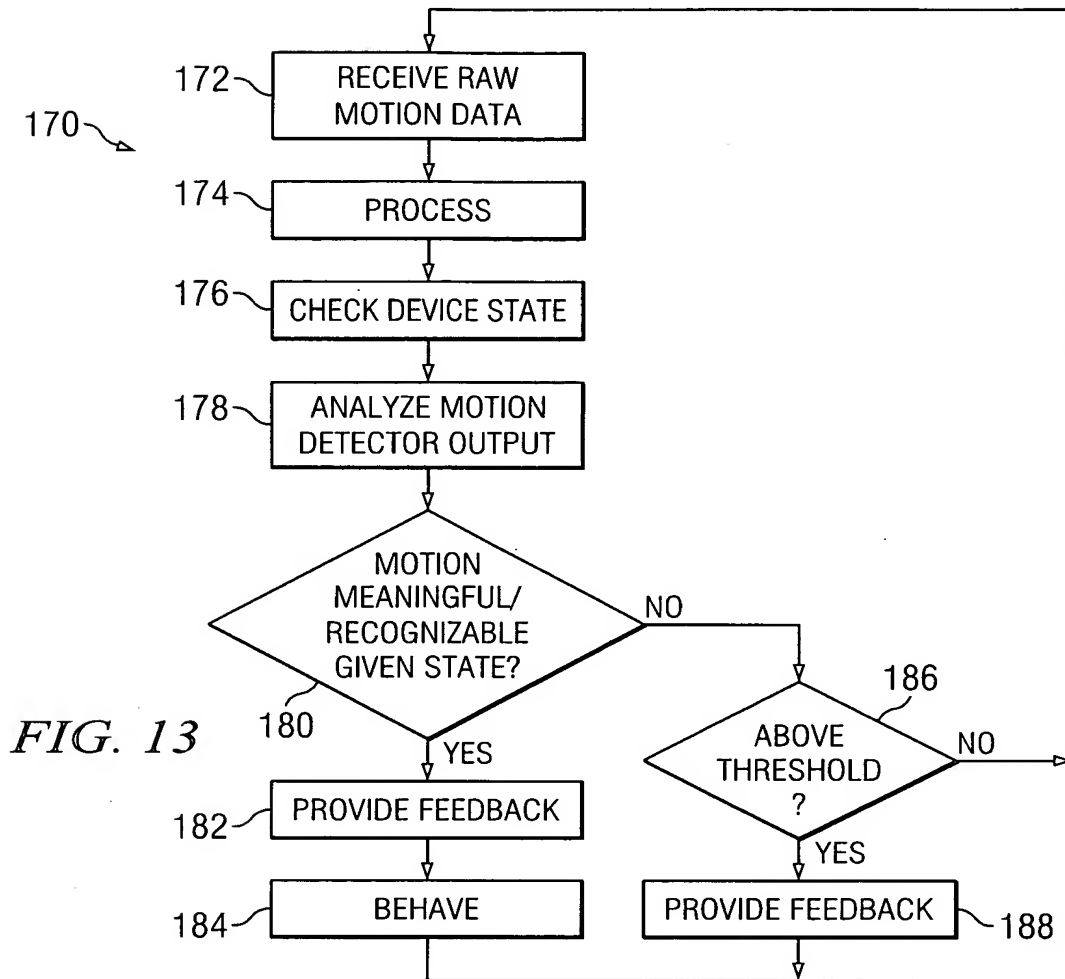 172
RECEIVE RAW
MOTION DATA
170
174
PROCESS
176
CHECK DEVICE STATE
178
ANALYZE MOTION
DETECTOR OUTPUT
MOTION
MEANINGFUL/
RECOGNIZABLE
GIVEN STATE?
NO
180
YES
186
ABOVE
THRESHOLD
?
NO
YES
FIG. 13
182
PROVIDE FEEDBACK
184
BEHAVE
PROVIDE FEEDBACK
188